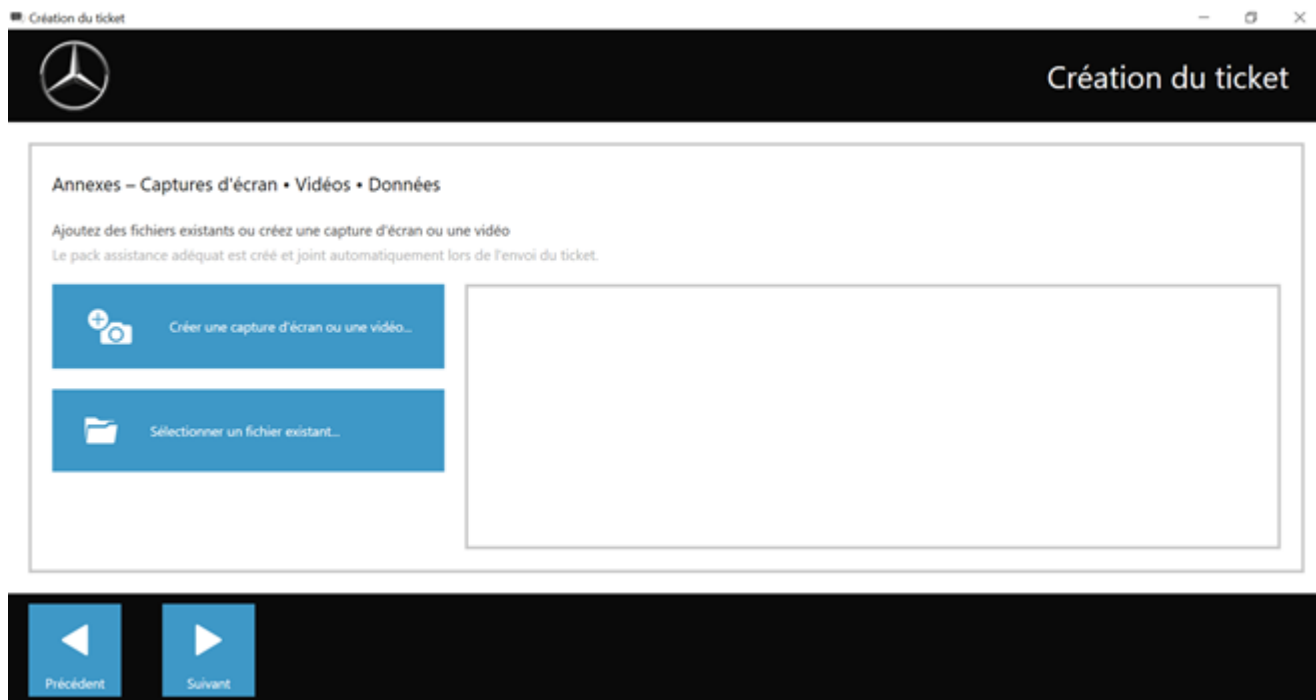 Création du ticket
Création du ticket
Annexes – Captures d'écran • Vidéos • Données
Ajoutez des fichiers existants ou créez une capture d'écran ou une vidéo
Le pack assistance adéquat est créé et joint automatiquement lors de l'envoi du ticket.
Créer une capture d'écran ou une vidéo...
Sélectionner un fichier existant...
Précédent
Suivant